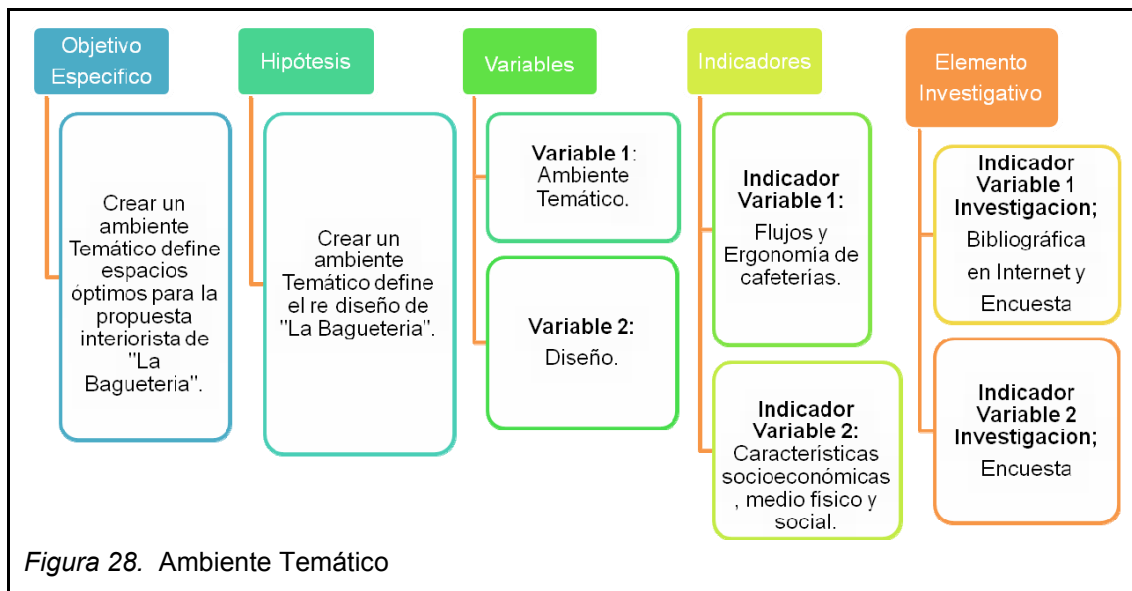 Objetivo
Especifico
Crear un
ambiente
Temático define
espacios
óptimos para la
propuesta
interiorista de
"La
Bagueteria".
Hipótesis
Crear un
ambiente
Temático define
el re diseño de
"La Bagueteria".
Variables
Variable 1:
Ambiente
Temático.
Variable 2:
Diseño.
Indicadores
Indicador
Variable 1:
Flujos y
Ergonomía de
cafeterías.
Indicador
Variable 2:
Características
socioeconómicas
, medio físico y
social.
Elemento
Investigativo
Indicador
Variable 1
Investigacion;
Bibliográfica
en Internet y
Encuesta
Indicador
Variable 2
Investigacion;
Encuesta
Figura 28. Ambiente Temático